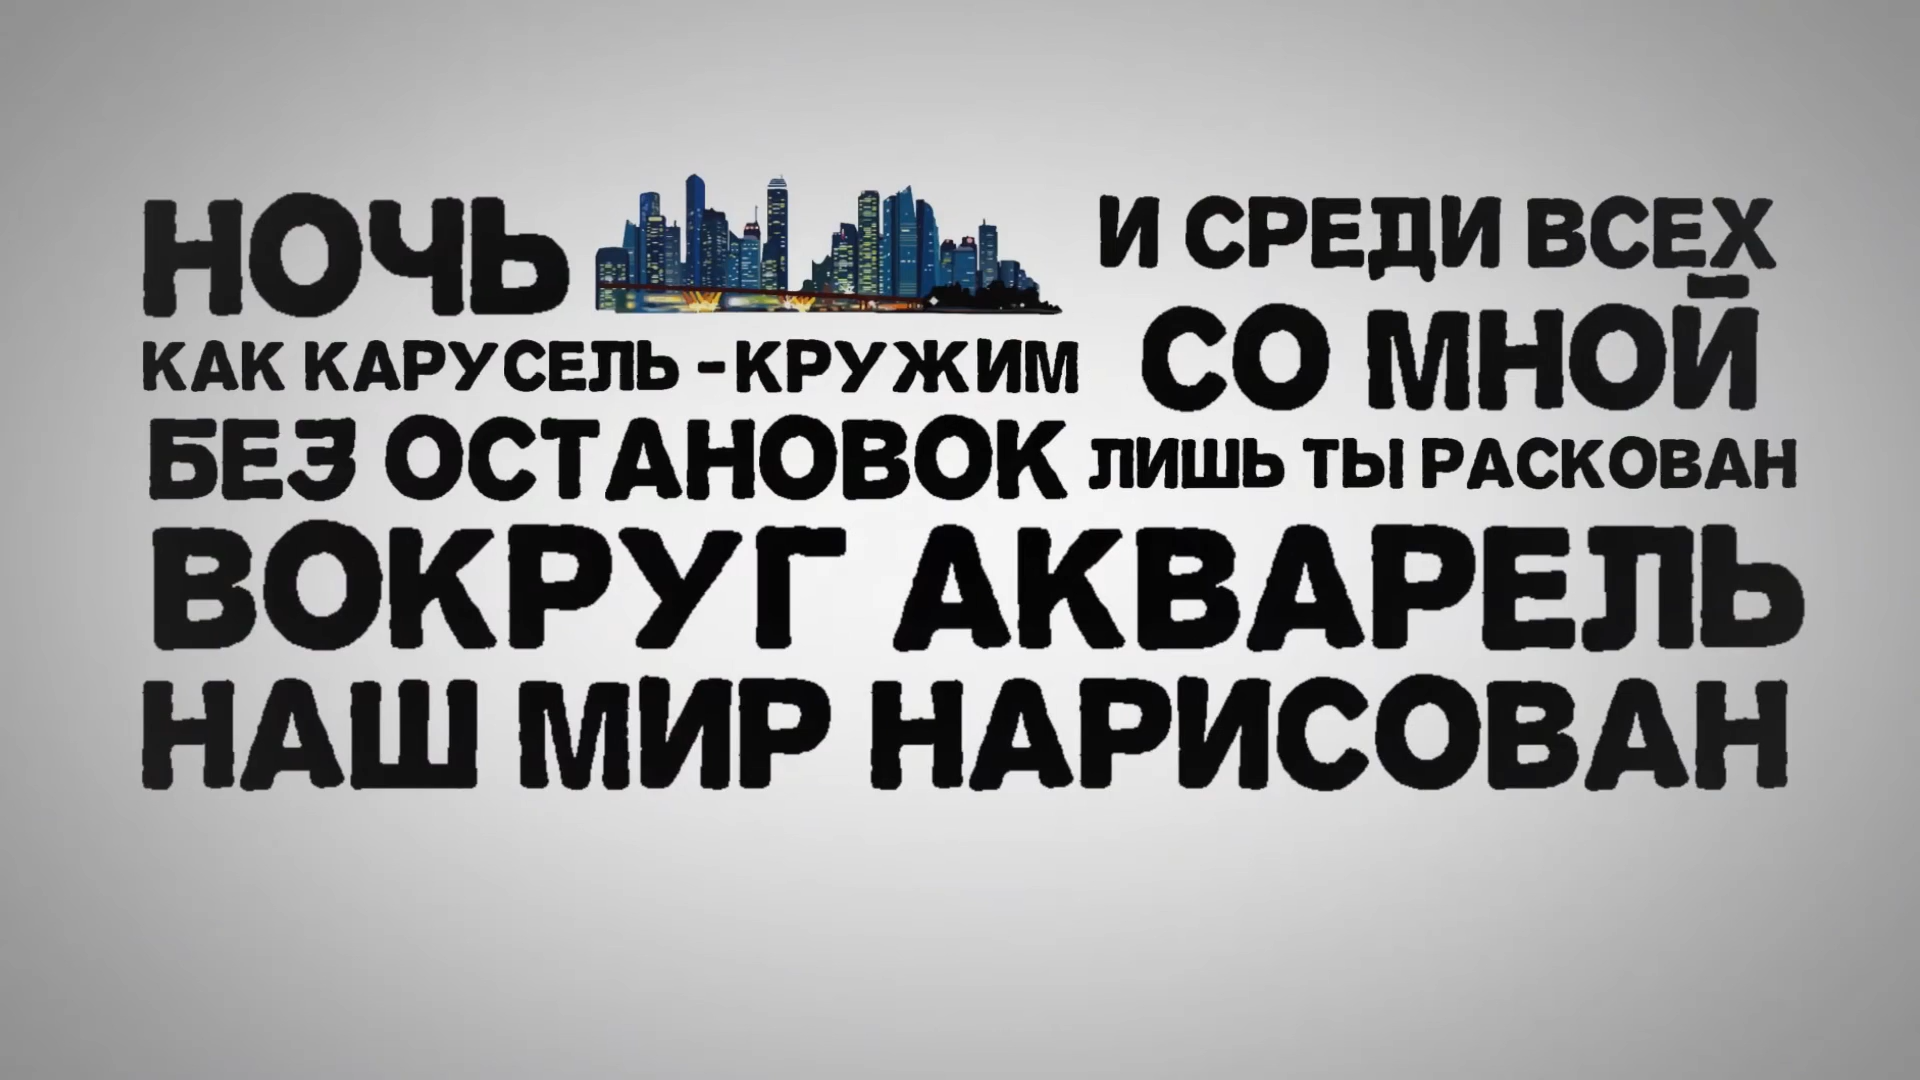 НОЧЬ
КАК КАРУСЕЛЬ -КРУЖИМ
БЕЗ ОСТАНОВОК
И СРЕДИ ВСЕХ
СО МНОЙ
ЛИШЬ ТЫ РАСКОВАН
ВОКРУГ АКВАРЕЛЬ
НАШ МИР НАРИСОВАН